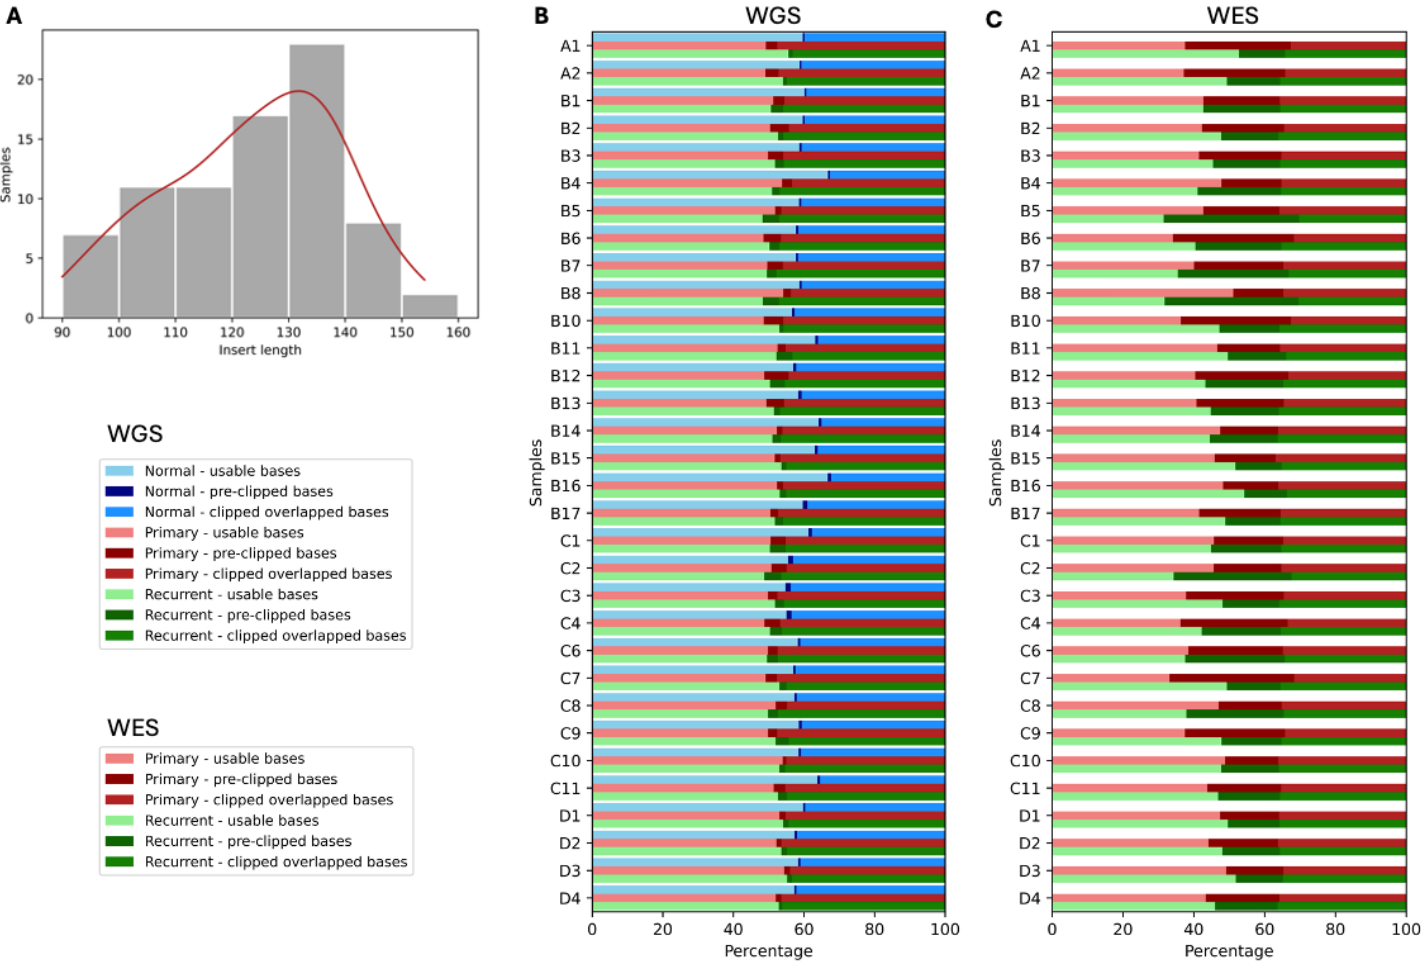 A
Samples
20
15
10
5
0
90 100 110 120 130 140 150 160
Insert length
WGS
Normal - usable bases
Normal - pre-clipped bases
Normal - clipped overlapped bases
Primary - usable bases
Primary - pre-clipped bases
Primary - clipped overlapped bases
Recurrent - usable bases
Recurrent - pre-clipped bases
Recurrent - clipped overlapped bases
WES
Primary - usable bases
Primary - pre-clipped bases
Primary - clipped overlapped bases
Recurrent - usable bases
Recurrent - pre-clipped bases
Recurrent - clipped overlapped bases
B
WGS
Samples
A1
A2
B1
B2
B3
B4
B5
B6
B7
B8
B10
B11
B12
B13
B14
B15
B16
B17
C1
C2
C3
C4
C6
C7
C8
C9
C10
C11
D1
D2
D3
D4
0 20 40 60 80 100
Percentage
C
WES
Samples
A1
A2
B1
B2
B3
B4
B5
B6
B7
B8
B10
B11
B12
B13
B14
B15
B16
B17
C1
C2
C3
C4
C6
C7
C8
C9
C10
C11
D1
D2
D3
D4
0 20 40 60 80 100
Percentage